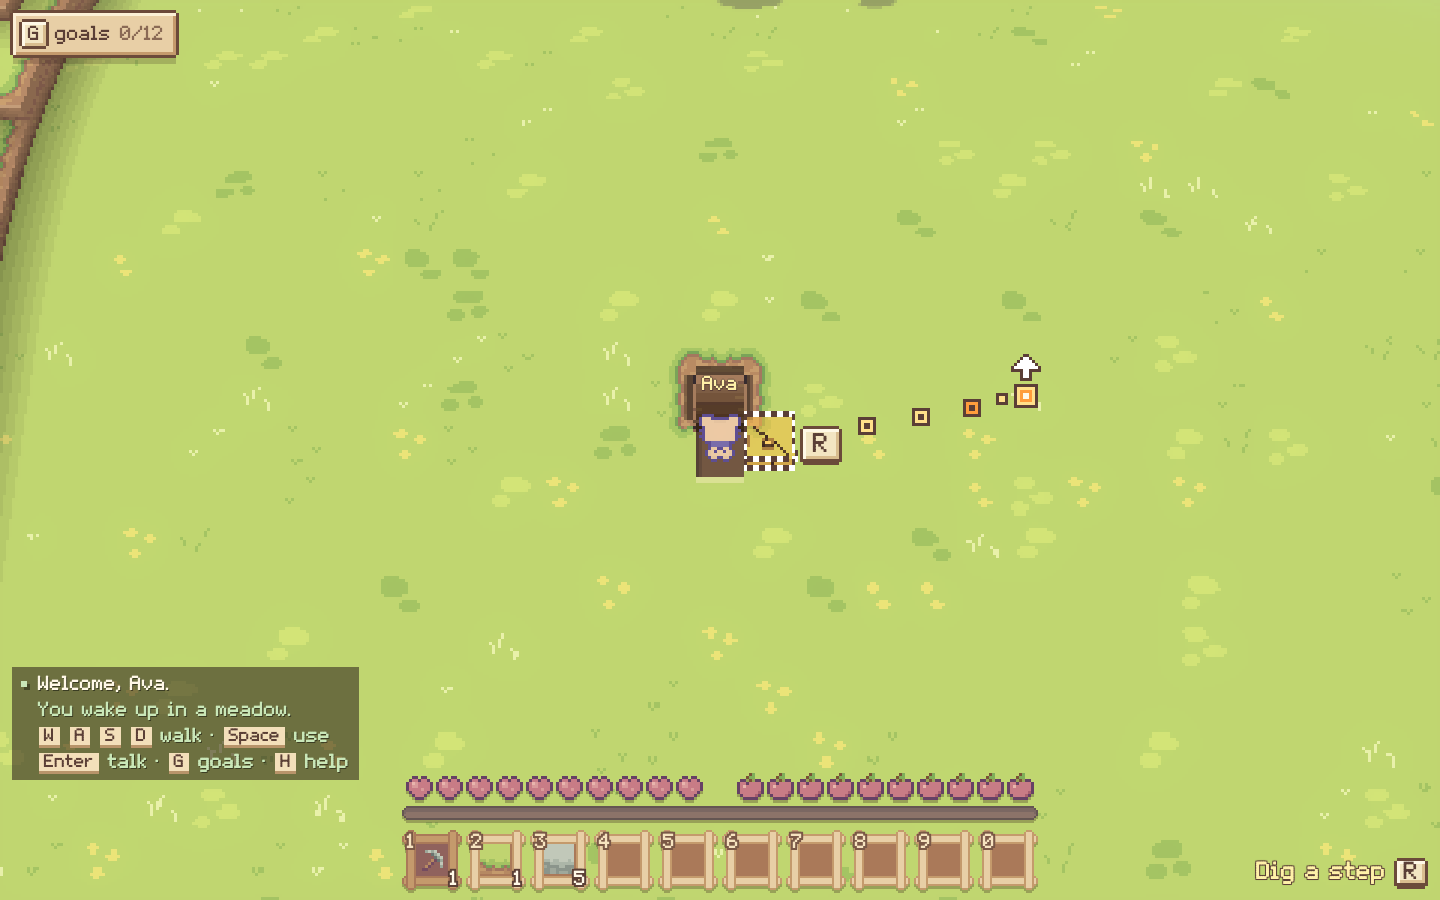 G goals 0/12
Ava
R
Welcome, Ava.
You wake up in a meadow.
W A S D walk · Space use
Enter talk · G goals · H help
1 2 3 4 5 6 7 8 9 0
1 1 5
Dig a step R